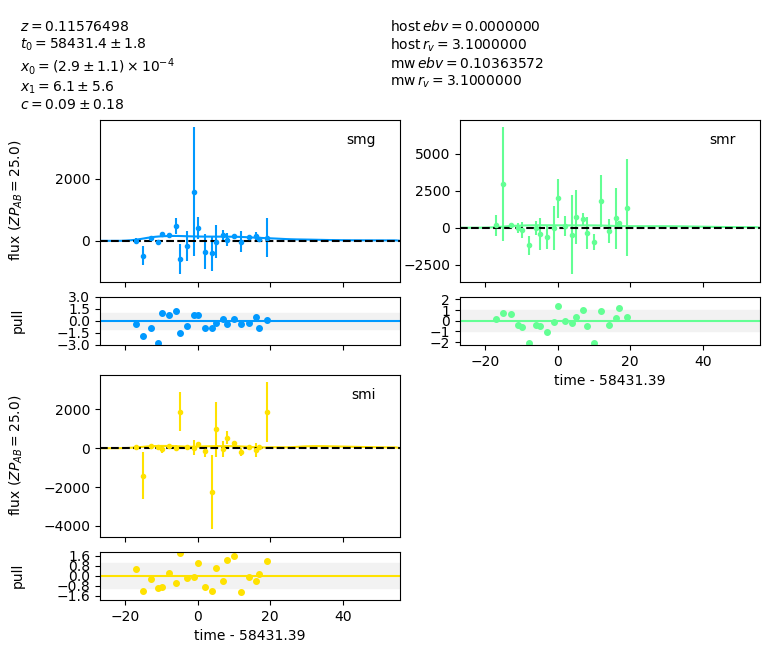 z = 0.11576498
t₀ = 58431.4 ± 1.8
x₀ = (2.9 ± 1.1) × 10⁻⁴
x₁ = 6.1 ± 5.6
c = 0.09 ± 0.18
host ebv = 0.0000000
host r_v = 3.1000000
mw ebv = 0.10363572
mw r_v = 3.1000000
smg
flux (ZP_AB = 25.0)
2000
0
smr
5000
2500
0
−2500
pull
3.0
1.5
0.0
−1.5
−3.0
2
1
0
−1
−2
−20 0 20 40
time - 58431.39
smi
flux (ZP_AB = 25.0)
2000
0
−2000
−4000
pull
1.6
0.8
0.0
−0.8
−1.6
−20 0 20 40
time - 58431.39